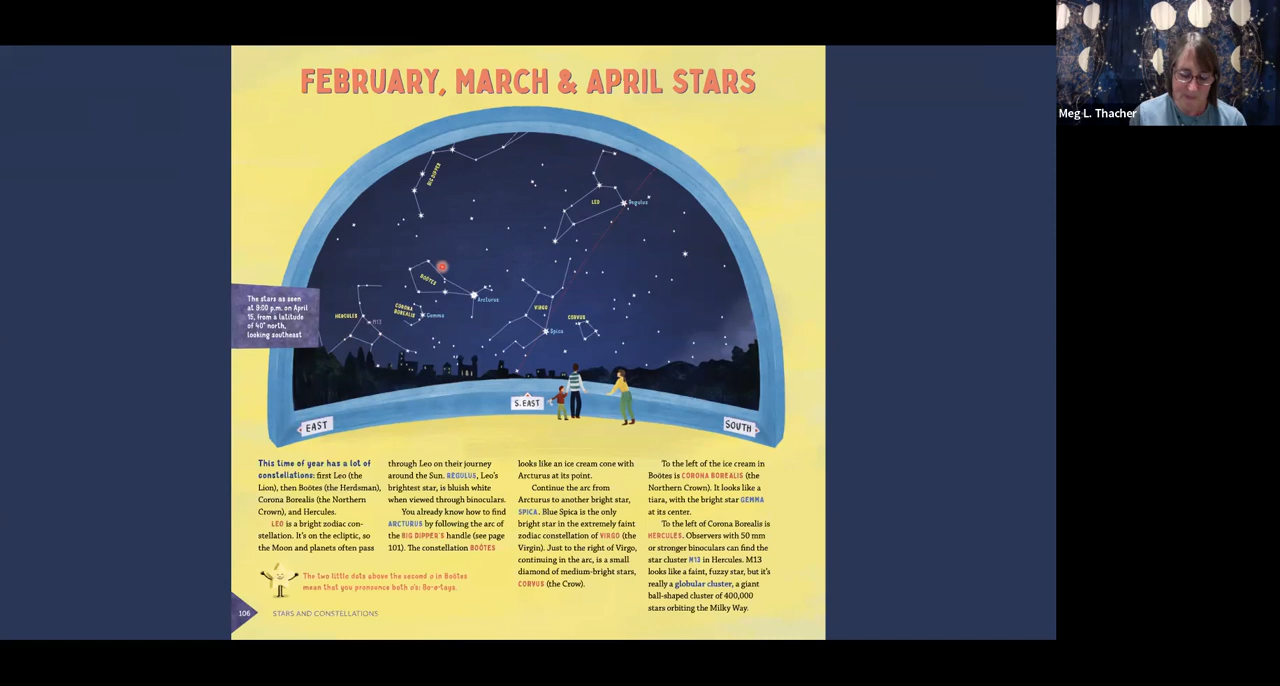 FEBRUARY, MARCH & APRIL STARS
Meg L. Thacher
BIG DIPPER
LEO
Regulus
BOÖTES
Arcturus
CORONA
BOREALIS
Gemma
HERCULES
M13
VIRGO
Spica
CORVUS
The stars as seen
at 9:00 p.m. on April
15, from a latitude
of 40° north,
looking southeast
EAST
S. EAST
SOUTH
This time of year has a lot of
constellations: first Leo (the
Lion), then Boötes (the Herdsman),
Corona Borealis (the Northern
Crown), and Hercules.
LEO is a bright zodiac con-
stellation. It's on the ecliptic, so
the Moon and planets often pass
through Leo on their journey
around the Sun. REGULUS, Leo's
brightest star, is bluish white
when viewed through binoculars.
You already know how to find
ARCTURUS by following the arc of
the BIG DIPPER'S handle (see page
101). The constellation BOÖTES
looks like an ice cream cone with
Arcturus at its point.
Continue the arc from
Arcturus to another bright star,
SPICA. Blue Spica is the only
bright star in the extremely faint
zodiac constellation of VIRGO (the
Virgin). Just to the right of Virgo,
continuing in the arc, is a small
diamond of medium-bright stars,
CORVUS (the Crow).
To the left of the ice cream in
Boötes is CORONA BOREALIS (the
Northern Crown). It looks like a
tiara, with the bright star GEMMA
at its center.
To the left of Corona Borealis is
HERCULES. Observers with 50 mm
or stronger binoculars can find the
star cluster M13 in Hercules. M13
looks like a faint, fuzzy star, but it's
really a globular cluster, a giant
ball-shaped cluster of 400,000
stars orbiting the Milky Way.
The two little dots above the second o in Boötes
mean that you pronounce both o's: Bo-o-tays.
106 STARS AND CONSTELLATIONS